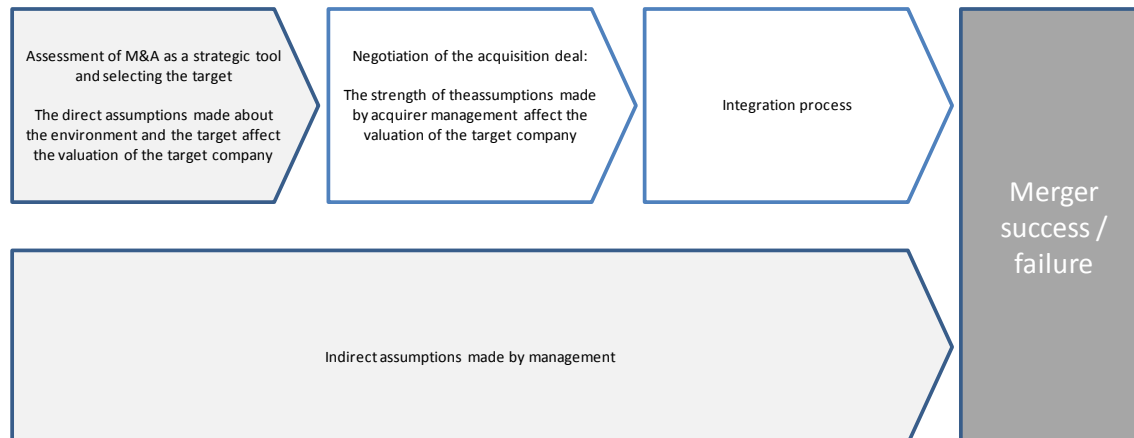 Assessment of M&A as a strategic tool
and selecting the target
The direct assumptions made about
the environment and the target affect
the valuation of the target company
Negotiation of the acquisition deal:
The strength of theassumptions made
by acquirer management affect the
valuation of the target company
Integration process
Merger
success /
failure
Indirect assumptions made by management